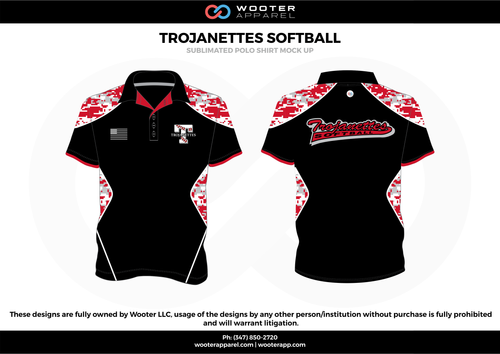 WOOTER
APPAREL
TROJANETTES SOFTBALL
SUBLIMATED POLO SHIRT MOCK UP
T
TROJANETTES
Trojanettes
SOFTBALL
These designs are fully owned by Wooter LLC, usage of the designs by any other person/institution without purchase is fully prohibited
and will warrant litigation.
Ph: (347) 850-2720
wooterapparel.com | wooterapp.com